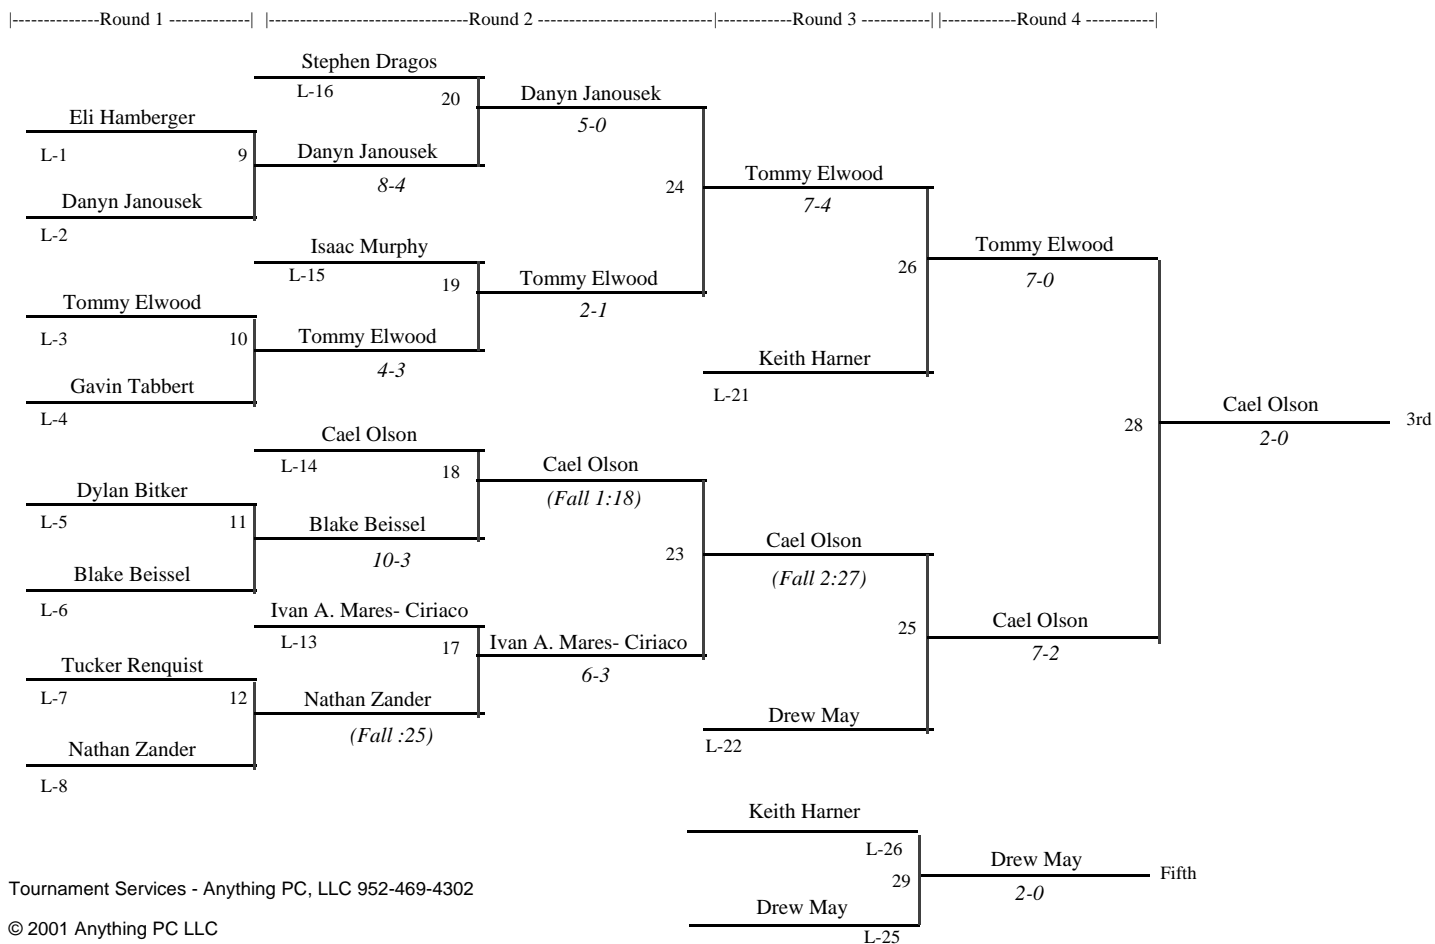 |--------------Round 1 -------------| |--------------------------------Round 2 ----------------------------|------------Round 3 -----------| |------------Round 4 -----------|
Stephen Dragos
L-16
20
Danyn Janousek
5-0
Eli Hamberger
L-1
9
Danyn Janousek
8-4
Danyn Janousek
L-2
24
Tommy Elwood
7-4
Isaac Murphy
L-15
19
Tommy Elwood
2-1
Tommy Elwood
L-3
10
Tommy Elwood
4-3
Gavin Tabbert
L-4
26
Tommy Elwood
7-0
Keith Harner
L-21
28
Cael Olson
2-0
3rd
Cael Olson
L-14
18
Cael Olson
(Fall 1:18)
Dylan Bitker
L-5
11
Blake Beissel
10-3
Blake Beissel
L-6
23
Cael Olson
(Fall 2:27)
Ivan A. Mares- Ciriaco
L-13
17
Ivan A. Mares- Ciriaco
6-3
25
Cael Olson
7-2
Tucker Renquist
L-7
12
Nathan Zander
(Fall :25)
Nathan Zander
L-8
Drew May
L-22
Keith Harner
L-26
29
Drew May
2-0
Fifth
Drew May
L-25
Tournament Services - Anything PC, LLC 952-469-4302
© 2001 Anything PC LLC